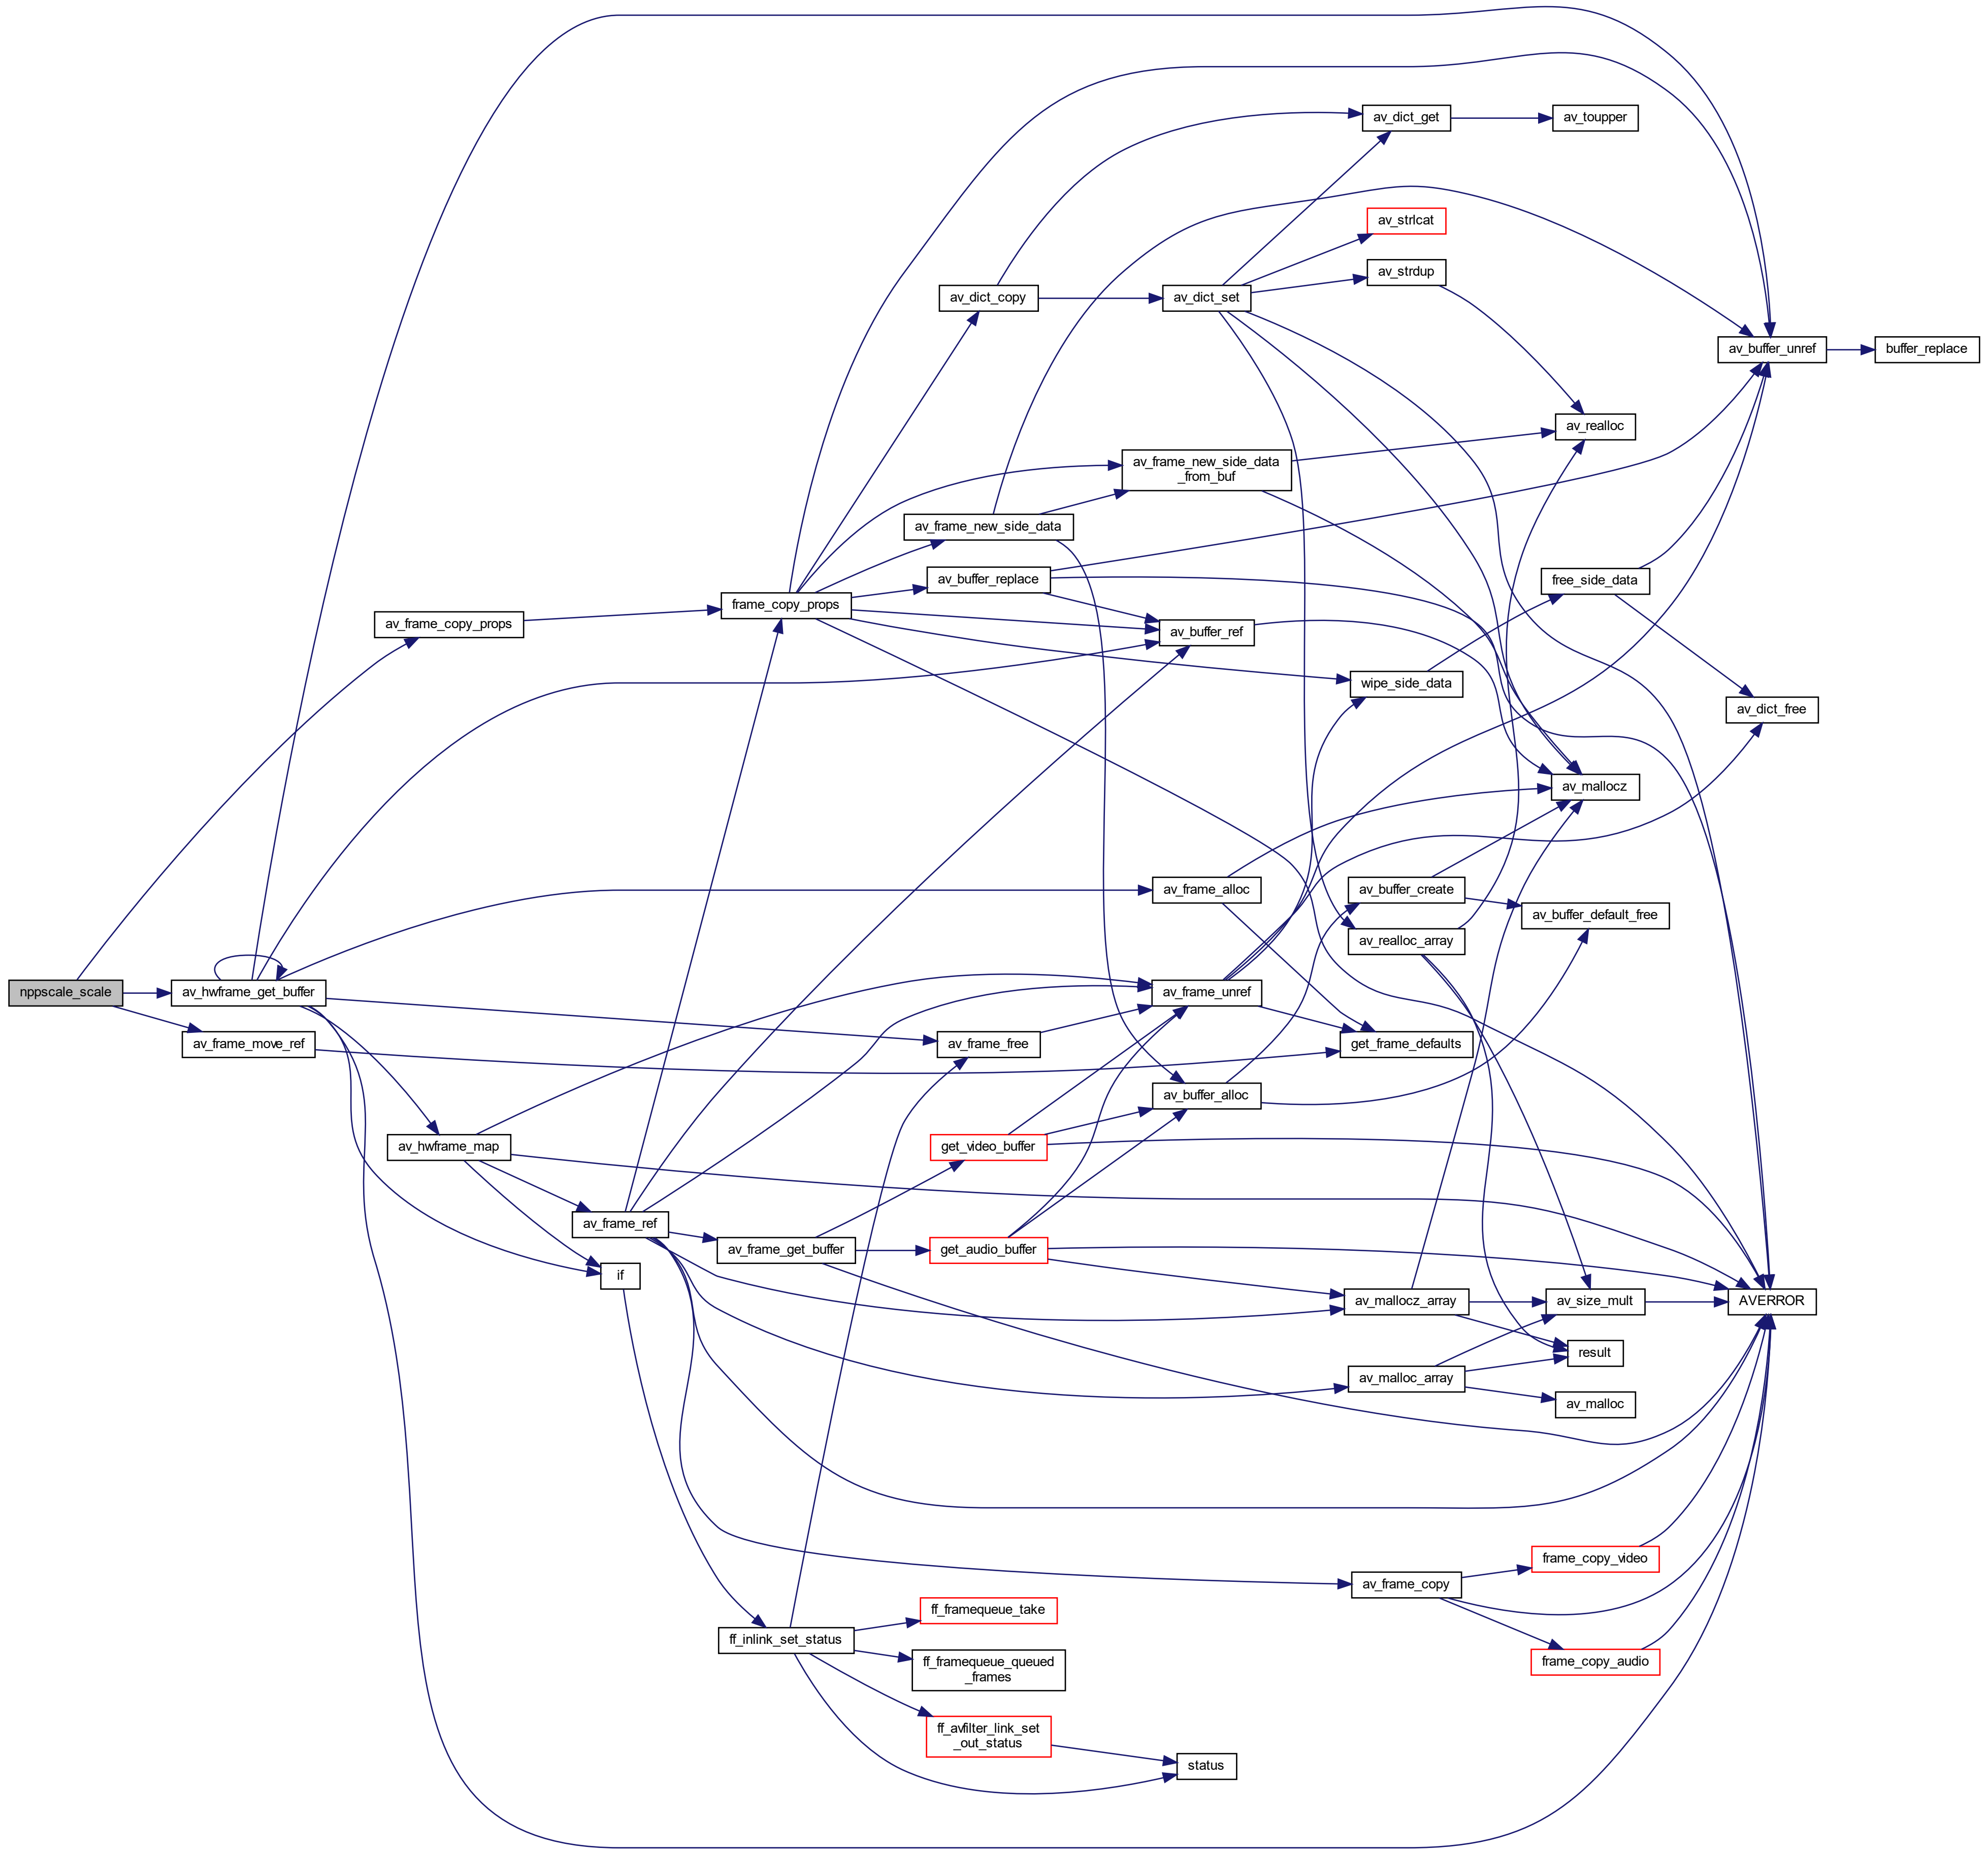 nppscale_scale
av_frame_copy_props
av_hwframe_get_buffer
av_frame_move_ref
av_hwframe_map
av_frame_ref
if
frame_copy_props
av_frame_get_buffer
ff_inlink_set_status
av_dict_copy
av_frame_new_side_data
av_buffer_replace
av_frame_free
get_video_buffer
get_audio_buffer
ff_framequeue_take
ff_framequeue_queued
_frames
ff_avfilter_link_set
_out_status
av_dict_set
av_frame_new_side_data
_from_buf
av_buffer_ref
av_frame_alloc
av_frame_unref
av_buffer_alloc
status
av_dict_get
av_strlcat
av_strdup
wipe_side_data
av_buffer_create
av_realloc_array
get_frame_defaults
av_mallocz_array
av_malloc_array
av_frame_copy
av_toupper
av_realloc
free_side_data
av_mallocz
av_buffer_default_free
av_size_mult
result
av_malloc
frame_copy_video
frame_copy_audio
av_buffer_unref
av_dict_free
AVERROR
buffer_replace